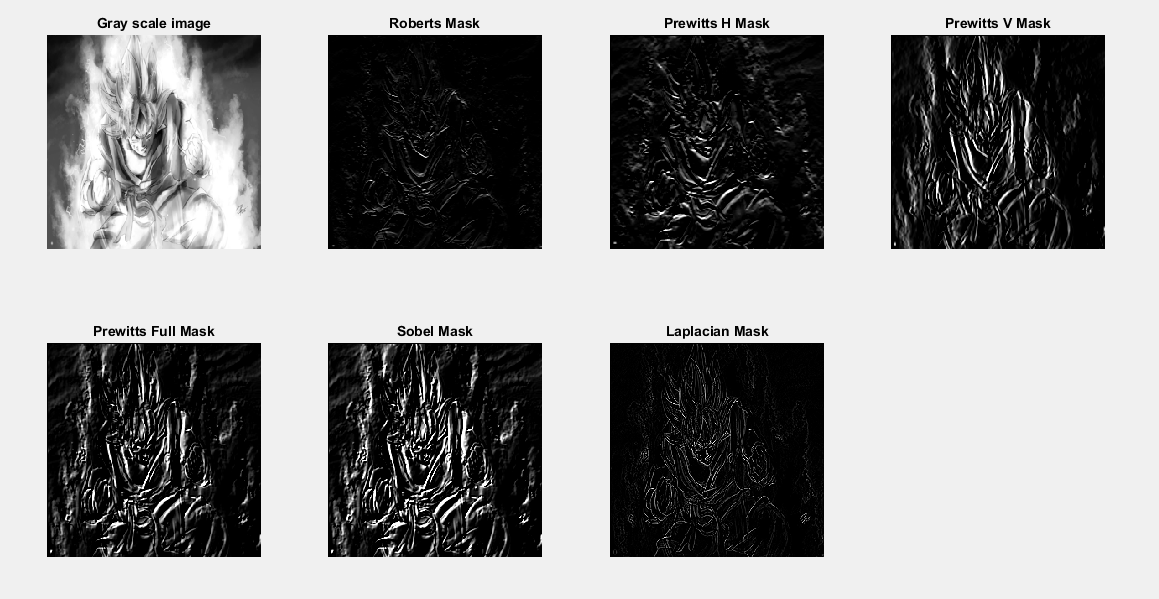 Gray scale image
Roberts Mask
Prewitts H Mask
Prewitts V Mask
Prewitts Full Mask
Sobel Mask
Laplacian Mask